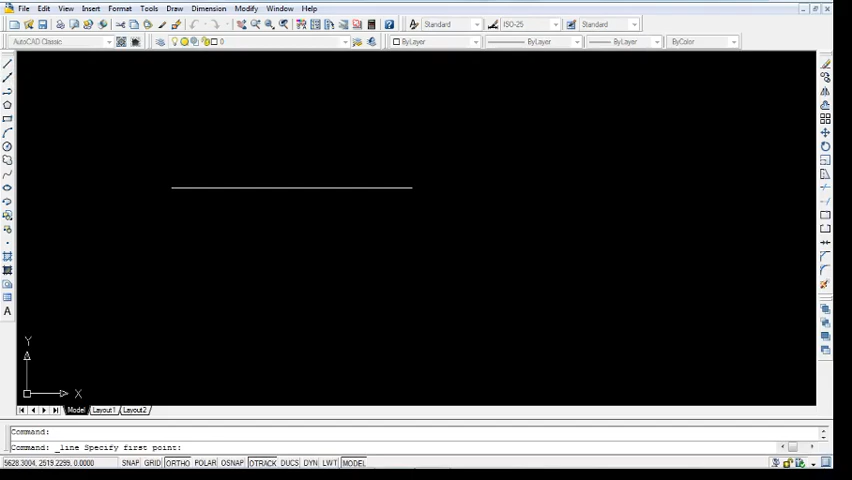 File Edit View Insert Format Tools Draw Dimension Modify Window Help
Standard ISO-25 Standard
AutoCAD Classic 0 ByLayer ByLayer ByLayer ByColor
A
Y
X
Model Layout1 Layout2
Command:
Command: _line Specify first point:
5628.3004, 2519.2299, 0.0000 SNAP GRID ORTHO POLAR OSNAP OTRACK DUCS DYN LWT MODEL